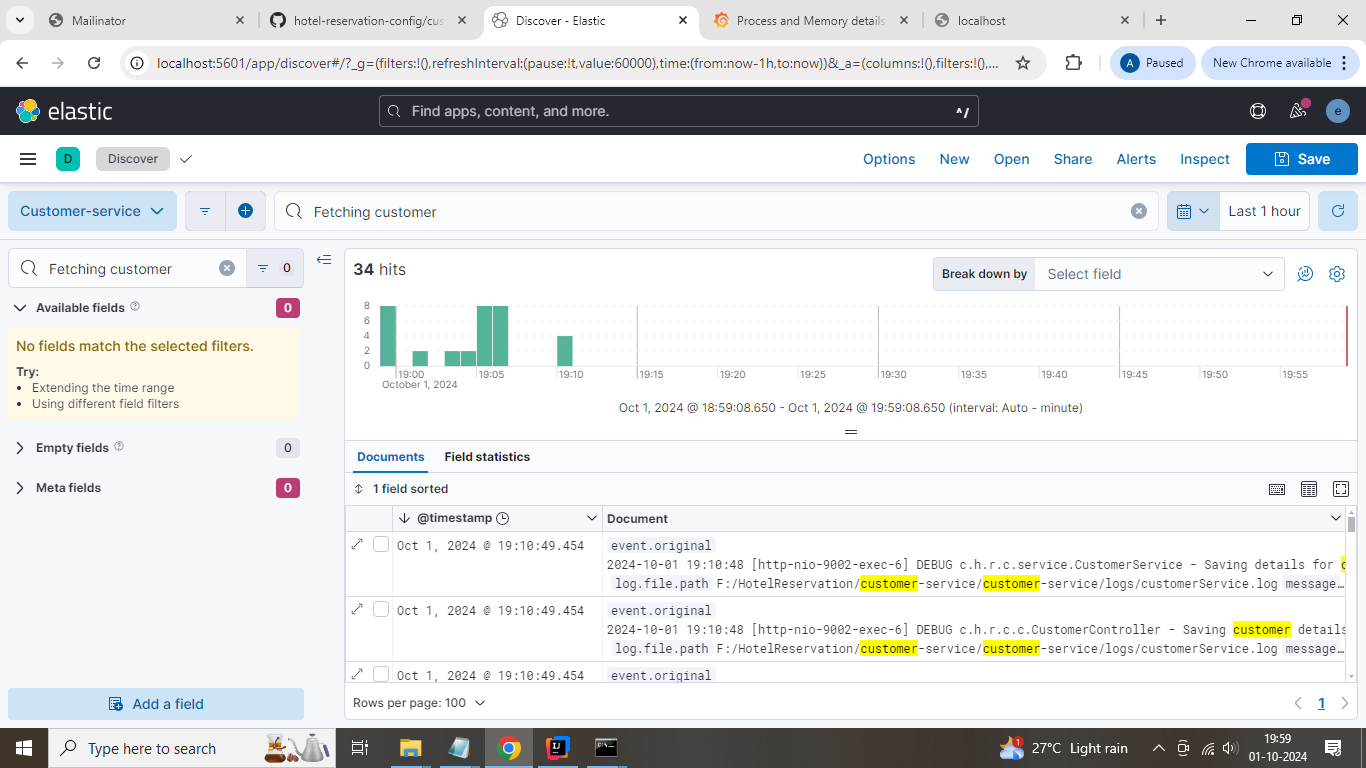 Mailinator
hotel-reservation-config/cus
Discover - Elastic
Process and Memory details
localhost
localhost:5601/app/discover#/?_g=(filters:!(),refreshInterval:(pause:!t,value:60000),time:(from:now-1h,to:now))&_a=(columns:!(),filters:!(),...
A
Paused
New Chrome available
elastic
Find apps, content, and more.
^/
e
D
Discover
Options
New
Open
Share
Alerts
Inspect
Save
Customer-service
Fetching customer
Last 1 hour
Fetching customer
0
Available fields
0
No fields match the selected filters.
Try:
• Extending the time range
• Using different field filters
Empty fields
0
Meta fields
0
Add a field
34 hits
Break down by
Select field
8
6
4
2
0
19:00
19:05
19:10
19:15
19:20
19:25
19:30
19:35
19:40
19:45
19:50
19:55
October 1, 2024
Oct 1, 2024 @ 18:59:08.650 - Oct 1, 2024 @ 19:59:08.650 (interval: Auto - minute)
Documents
Field statistics
1 field sorted
@timestamp
Document
Oct 1, 2024 @ 19:10:49.454
event.original
2024-10-01 19:10:48 [http-nio-9002-exec-6] DEBUG c.h.r.c.service.CustomerService - Saving details for c
log.file.path F:/HotelReservation/customer-service/customer-service/logs/customerService.log message…
Oct 1, 2024 @ 19:10:49.454
event.original
2024-10-01 19:10:48 [http-nio-9002-exec-6] DEBUG c.h.r.c.c.CustomerController - Saving customer details
log.file.path F:/HotelReservation/customer-service/customer-service/logs/customerService.log message…
Oct 1, 2024 @ 19:10:49.454
event.original
Rows per page: 100
1
Type here to search
1
27°C Light rain
19:59
01-10-2024